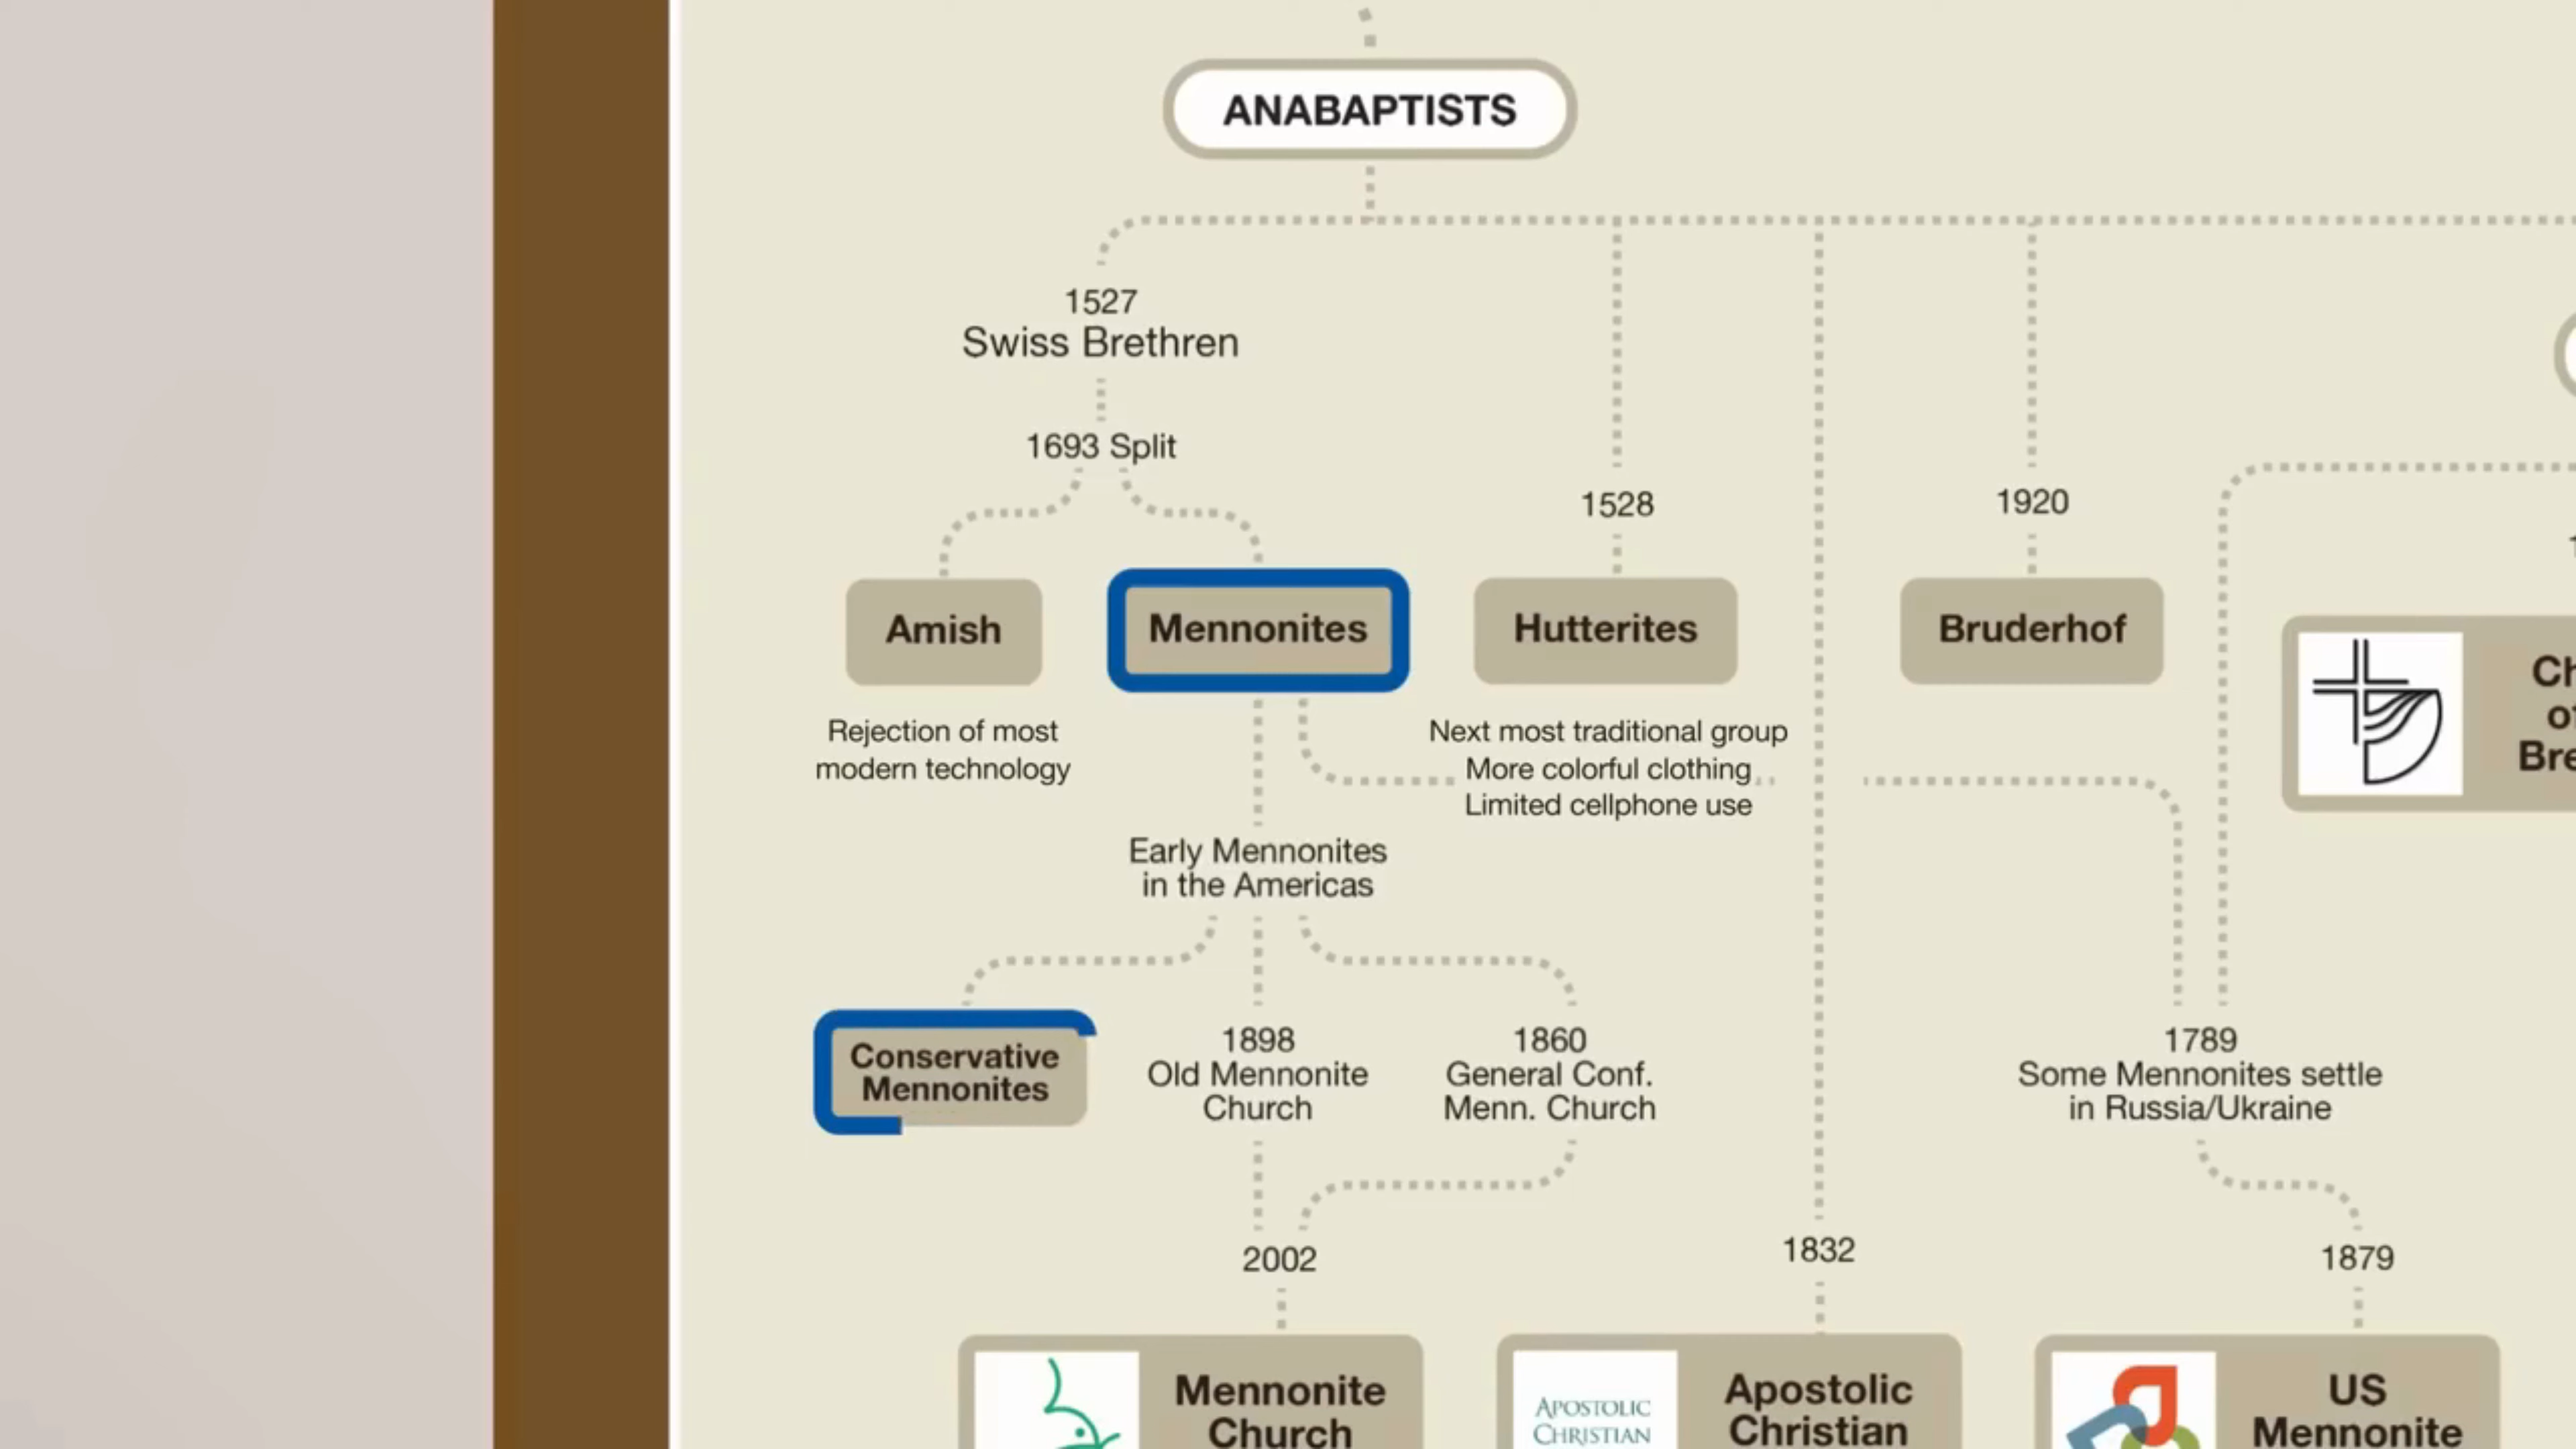 ANABAPTISTS
1527
Swiss Brethren
1693 Split
1528
1920
Amish
Mennonites
Hutterites
Bruderhof
Rejection of most
modern technology
Next most traditional group
More colorful clothing
Limited cellphone use
Early Mennonites
in the Americas
Conservative
Mennonites
1898
Old Mennonite
Church
1860
General Conf.
Menn. Church
1789
Some Mennonites settle
in Russia/Ukraine
2002
1832
1879
Mennonite
Church
APOSTOLIC
CHRISTIAN
Apostolic
Christian
US
Mennonite